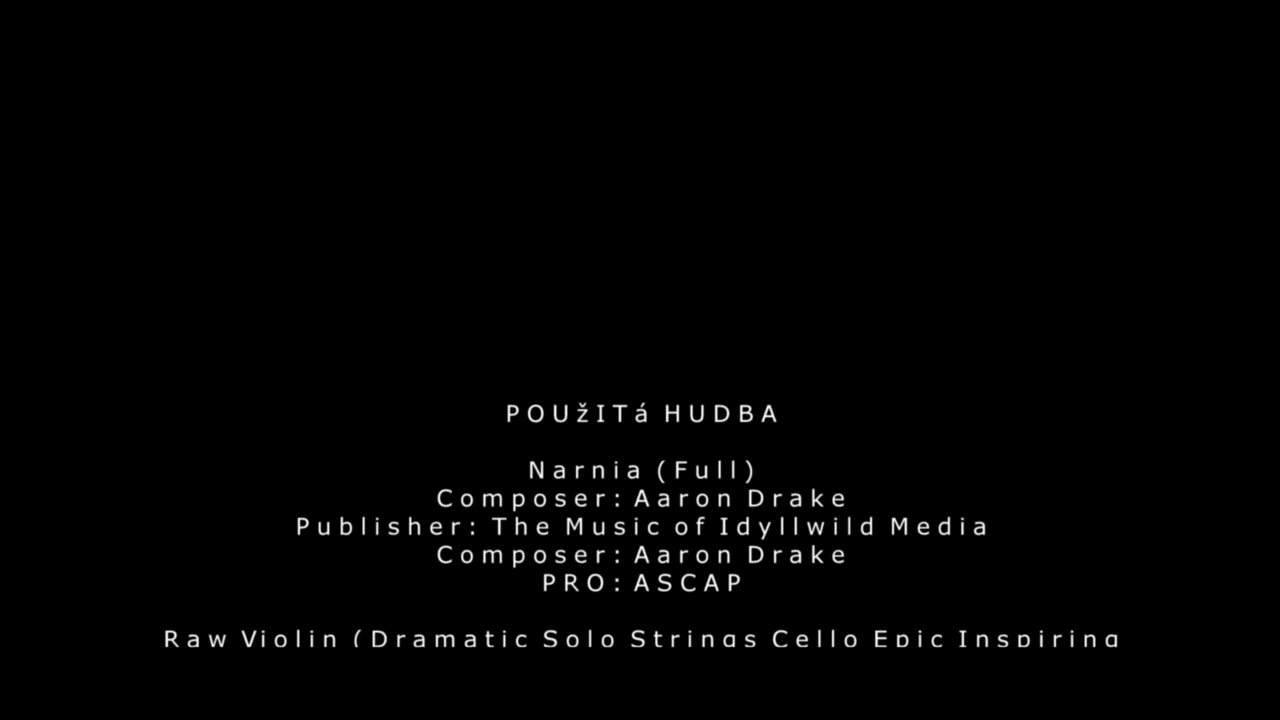 POUžITá HUDBA
Narnia (Full)
Composer: Aaron Drake
Publisher: The Music of Idyllwild Media
Composer: Aaron Drake
PRO: ASCAP
Raw Violin (Dramatic Solo Strings Cello Epic Inspiring